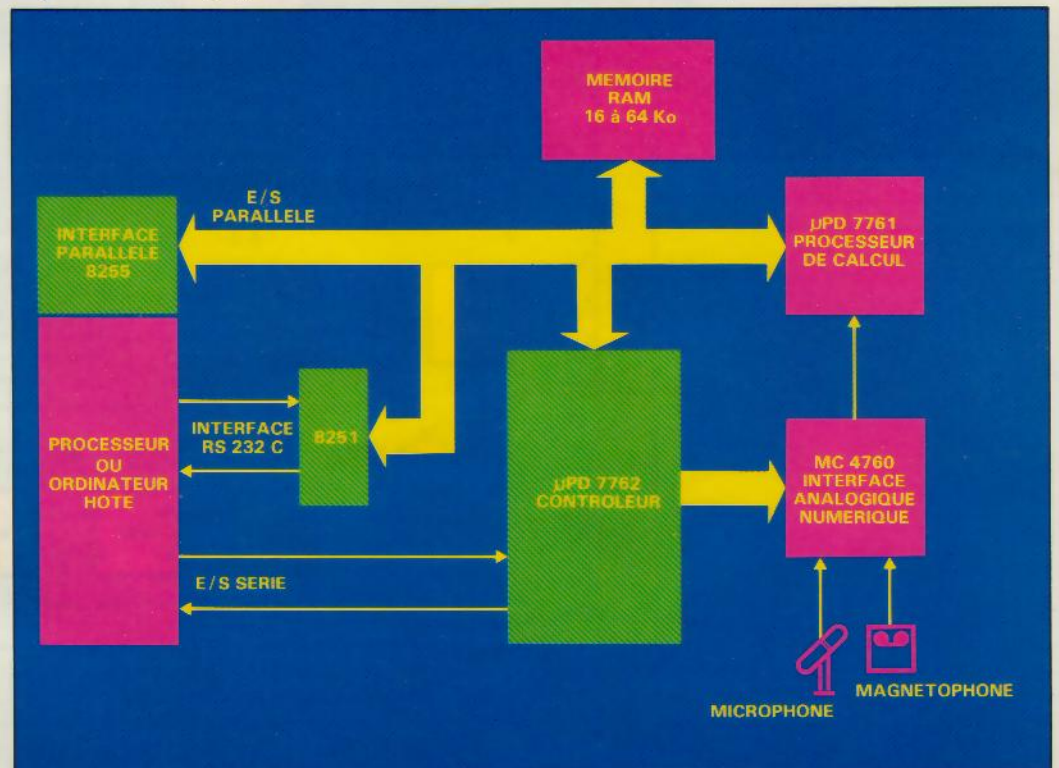 MEMOIRE
RAM
16 à 64 Ko
E/S
PARALLELE
INTERFACE
PARALLELE
8255
µPD 7761
PROCESSEUR
DE CALCUL
PROCESSEUR
OU
ORDINATEUR
HOTE
INTERFACE
RS 232 C
8251
µPD 7762
CONTROLEUR
MC 4760
INTERFACE
ANALOGIQUE
NUMERIQUE
E/S SERIE
MICROPHONE
MAGNETOPHONE